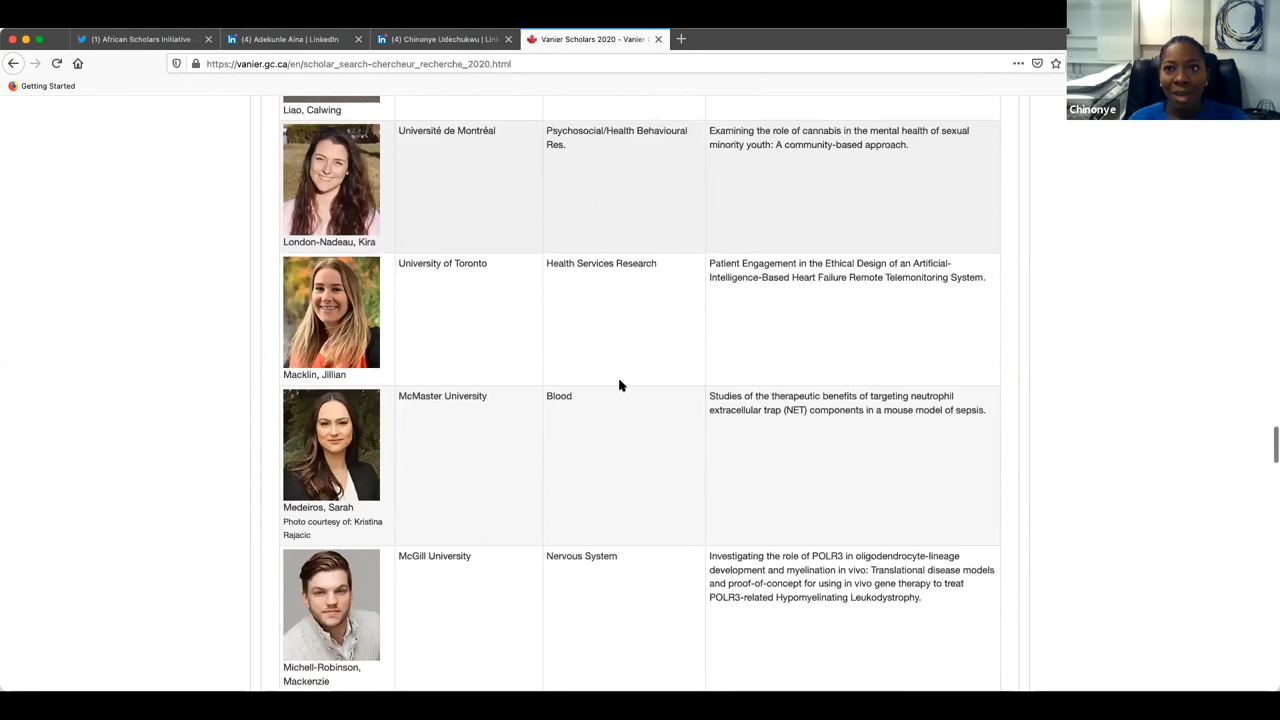 (1) African Scholars Initiative -
(4) Adekunle Aina | LinkedIn
(4) Chinonye Udechukwu | Link
Vanier Scholars 2020 - Vanier C
https://vanier.gc.ca/en/scholar_search-chercheur_recherche_2020.html
Getting Started
Chinonye
Liao, Calwing
Université de Montréal
Psychosocial/Health Behavioural
Res.
Examining the role of cannabis in the mental health of sexual
minority youth: A community-based approach.
London-Nadeau, Kira
University of Toronto
Health Services Research
Patient Engagement in the Ethical Design of an Artificial-
Intelligence-Based Heart Failure Remote Telemonitoring System.
Macklin, Jillian
McMaster University
Blood
Studies of the therapeutic benefits of targeting neutrophil
extracellular trap (NET) components in a mouse model of sepsis.
Medeiros, Sarah
Photo courtesy of: Kristina
Rajacic
McGill University
Nervous System
Investigating the role of POLR3 in oligodendrocyte-lineage
development and myelination in vivo: Translational disease models
and proof-of-concept for using in vivo gene therapy to treat
POLR3-related Hypomyelinating Leukodystrophy.
Michell-Robinson,
Mackenzie